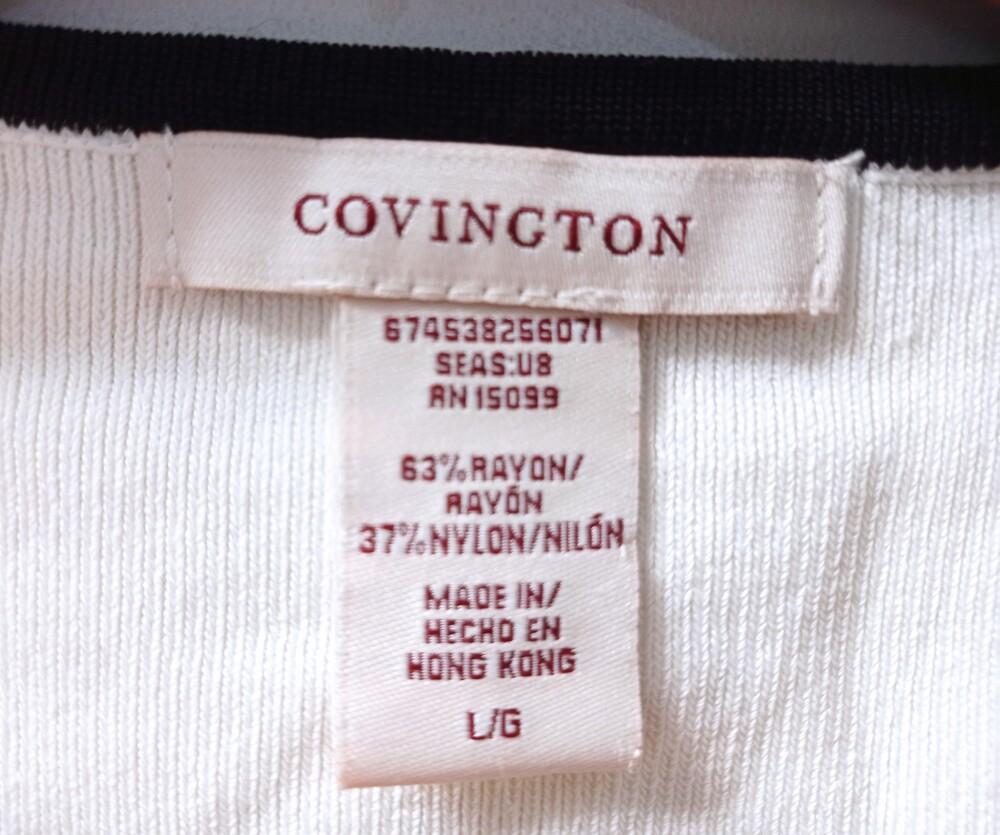 COVINGTON
674538256071
SEAS:U8
RN 15099
63%RAYON/
RAYÓN
37%NYLON/NILÓN
MADE IN/
HECHO EN
HONG KONG
L/G